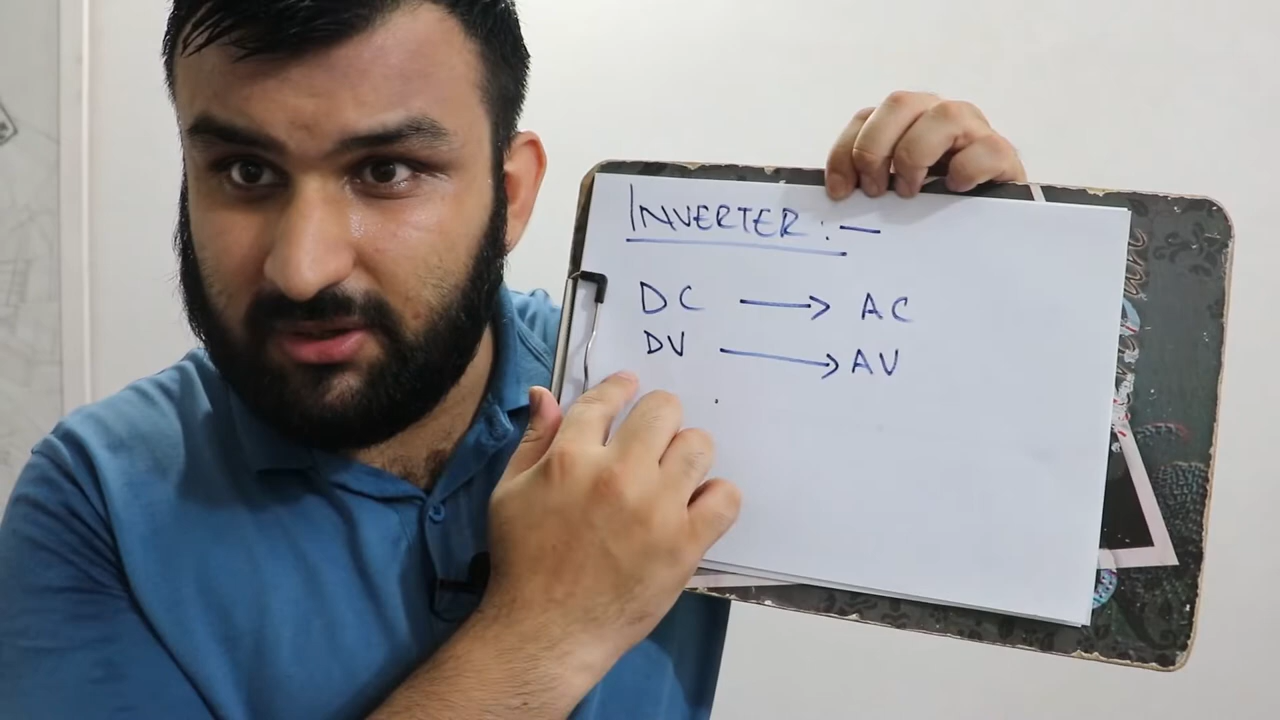 INVERTER:—
DC → AC
DV → AV